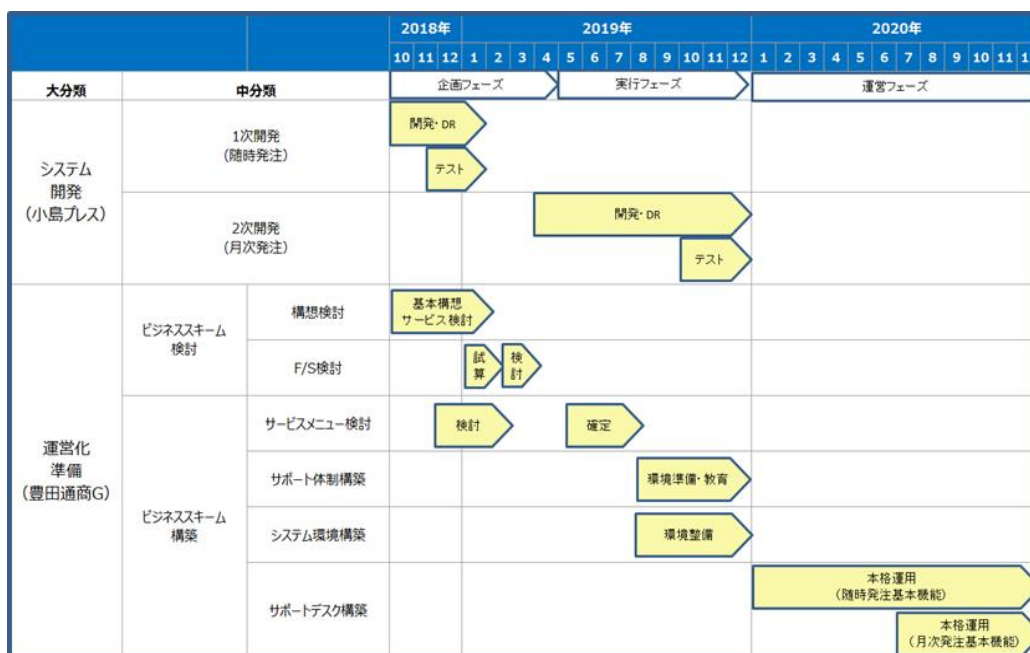 2018年 2019年 2020年
10 11 12 1 2 3 4 5 6 7 8 9 10 11 12 1 2 3 4 5 6 7 8 9 10 11
大分類 中分類 企画フェーズ 実行フェーズ 運営フェーズ
システム
開発
(小島プレス)
1次開発
(随時発注)
開発・DR
テスト
2次開発
(月次発注)
開発・DR
テスト
運営化
準備
(豊田通商G)
ビジネススキーム
検討
構想検討
基本構想
サービス検討
F/S検討
試
算
検
討
ビジネススキーム
構築
サービスメニュー検討
検討
確定
サポート体制構築
環境準備・教育
システム環境構築
環境整備
サポートデスク構築
本格運用
(随時発注基本機能)
本格運用
(月次発注基本機能)